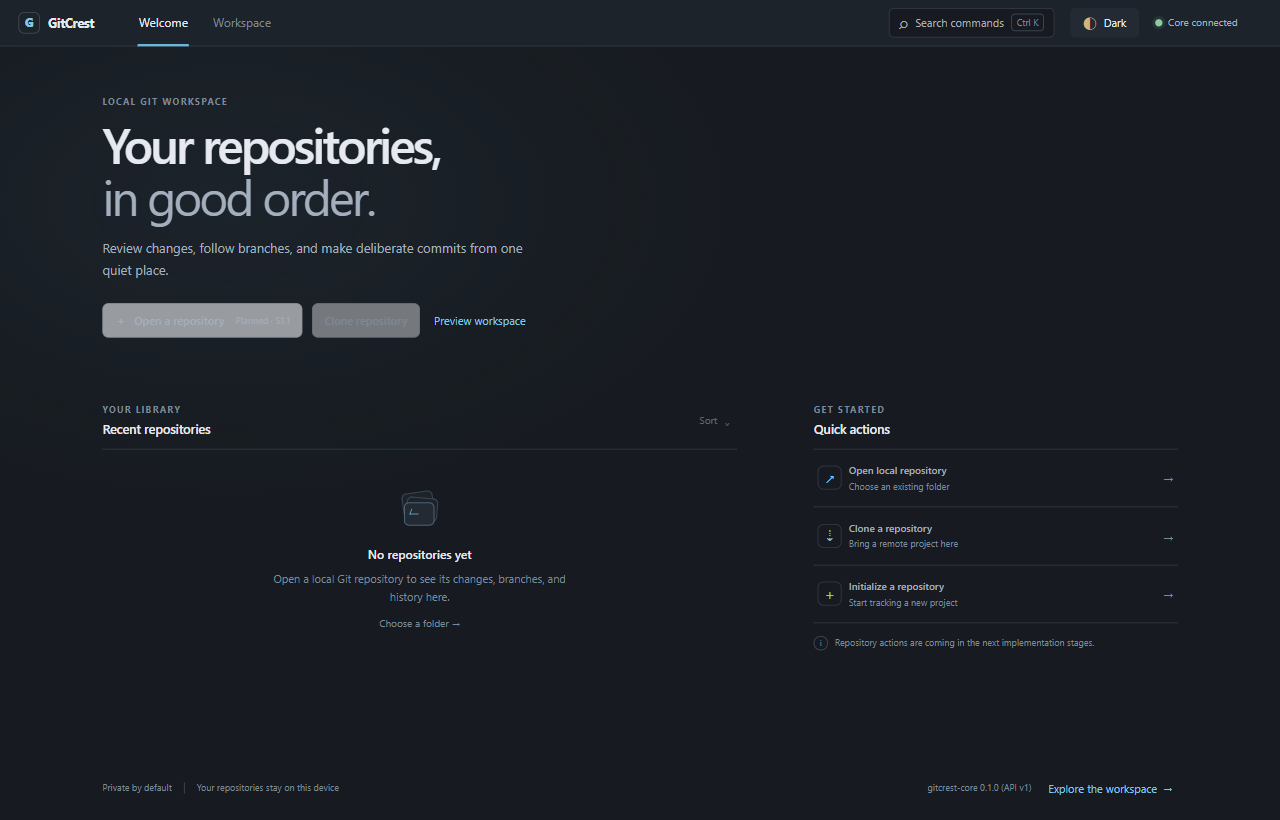 G GitCrest Welcome Workspace Search commands Ctrl K Dark Core connected
LOCAL GIT WORKSPACE
Your repositories,
in good order.
Review changes, follow branches, and make deliberate commits from one
quiet place.
+ Open a repository Planned · S11 Clone repository Preview workspace
YOUR LIBRARY
Recent repositories
Sort
No repositories yet
Open a local Git repository to see its changes, branches, and
history here.
Choose a folder →
GET STARTED
Quick actions
↗ Open local repository →
Choose an existing folder
Clone a repository →
Bring a remote project here
+ Initialize a repository →
Start tracking a new project
i Repository actions are coming in the next implementation stages.
Private by default Your repositories stay on this device gitcrest-core 0.1.0 (API v1) Explore the workspace →